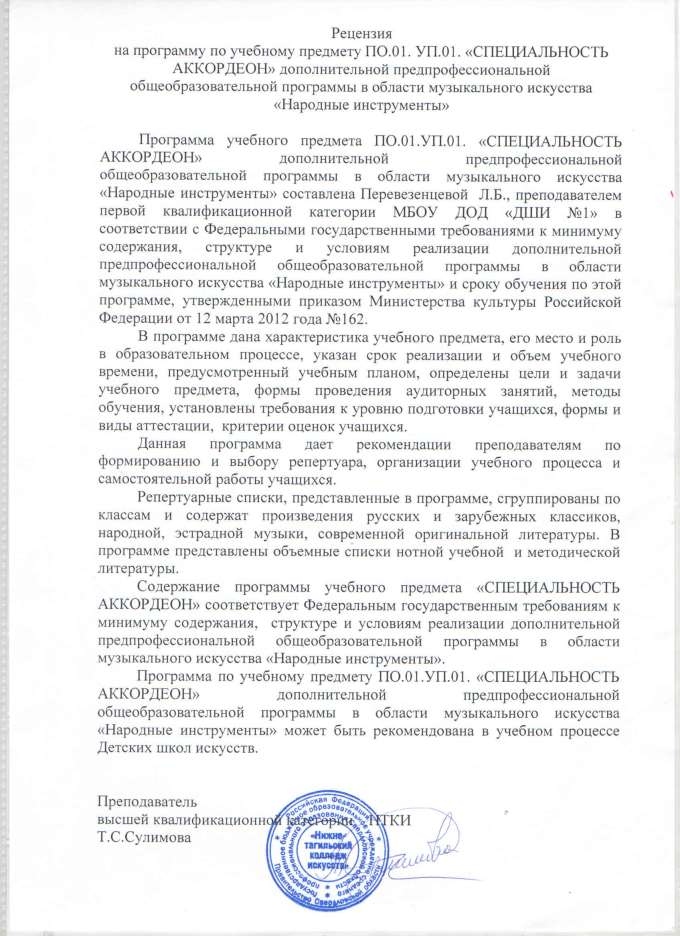 Рецензия
на программу по учебному предмету ПО.01. УП.01. «СПЕЦИАЛЬНОСТЬ
АККОРДЕОН» дополнительной предпрофессиональной
общеобразовательной программы в области музыкального искусства
«Народные инструменты»
Программа учебного предмета ПО.01.УП.01. «СПЕЦИАЛЬНОСТЬ
АККОРДЕОН» дополнительной предпрофессиональной
общеобразовательной программы в области музыкального искусства
«Народные инструменты» составлена Перевезенцевой Л.Б., преподавателем
первой квалификационной категории МБОУ ДОД «ДШИ №1» в
соответствии с Федеральными государственными требованиями к минимуму
содержания, структуре и условиям реализации дополнительной
предпрофессиональной общеобразовательной программы в области
музыкального искусства «Народные инструменты» и сроку обучения по этой
программе, утвержденными приказом Министерства культуры Российской
Федерации от 12 марта 2012 года №162.
В программе дана характеристика учебного предмета, его место и роль
в образовательном процессе, указан срок реализации и объем учебного
времени, предусмотренный учебным планом, определены цели и задачи
учебного предмета, формы проведения аудиторных занятий, методы
обучения, установлены требования к уровню подготовки учащихся, формы и
виды аттестации, критерии оценок учащихся.
Данная программа дает рекомендации преподавателям по
формированию и выбору репертуара, организации учебного процесса и
самостоятельной работы учащихся.
Репертуарные списки, представленные в программе, сгруппированы по
классам и содержат произведения русских и зарубежных классиков,
народной, эстрадной музыки, современной оригинальной литературы. В
программе представлены объемные списки нотной учебной и методической
литературы.
Содержание программы учебного предмета «СПЕЦИАЛЬНОСТЬ
АККОРДЕОН» соответствует Федеральным государственным требованиям к
минимуму содержания, структуре и условиям реализации дополнительной
предпрофессиональной общеобразовательной программы в области
музыкального искусства «Народные инструменты».
Программа по учебному предмету ПО.01.УП.01. «СПЕЦИАЛЬНОСТЬ
АККОРДЕОН» дополнительной предпрофессиональной
общеобразовательной программы в области музыкального искусства
«Народные инструменты» может быть рекомендована в учебном процессе
Детских школ искусств.
Преподаватель
высшей квалификационной категории, НТКИ
Т.С.Сулимова
Российская Федерация
«Нижне-
тагильский
колледж
искусств»